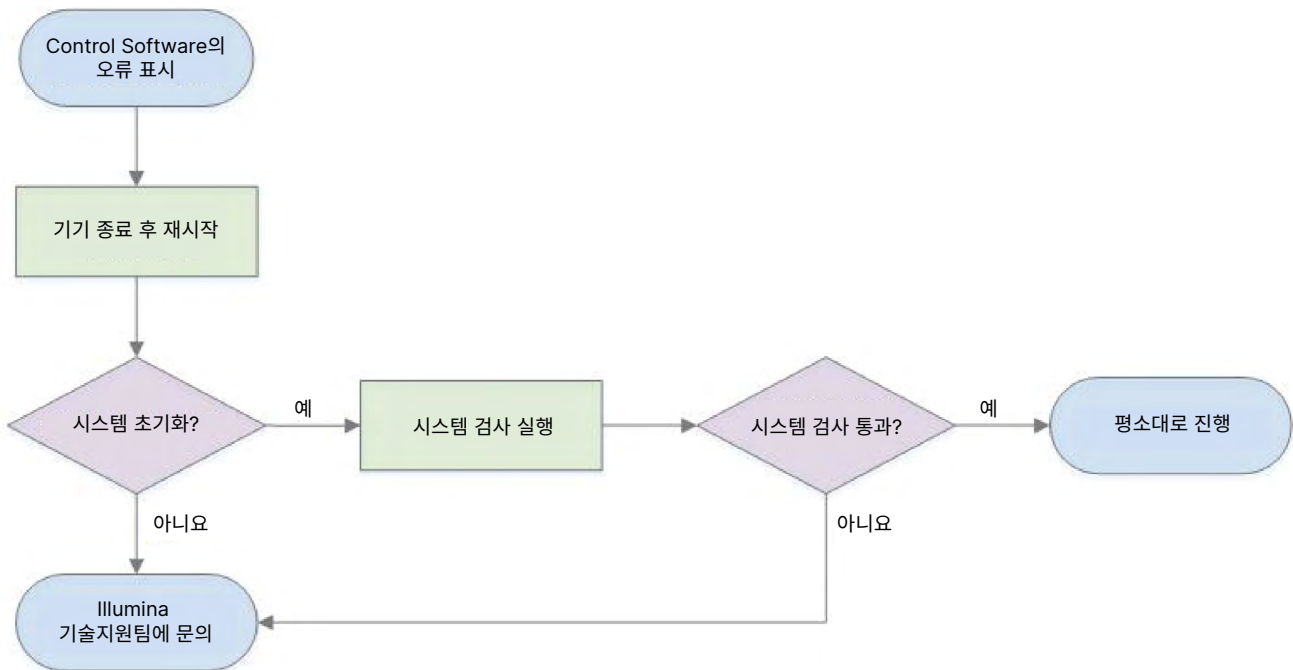 Control Software의
오류 표시
기기 종료 후 재시작
시스템 초기화?
예
시스템 검사 실행
시스템 검사 통과?
예
평소대로 진행
아니요
아니요
Illumina
기술지원팀에 문의